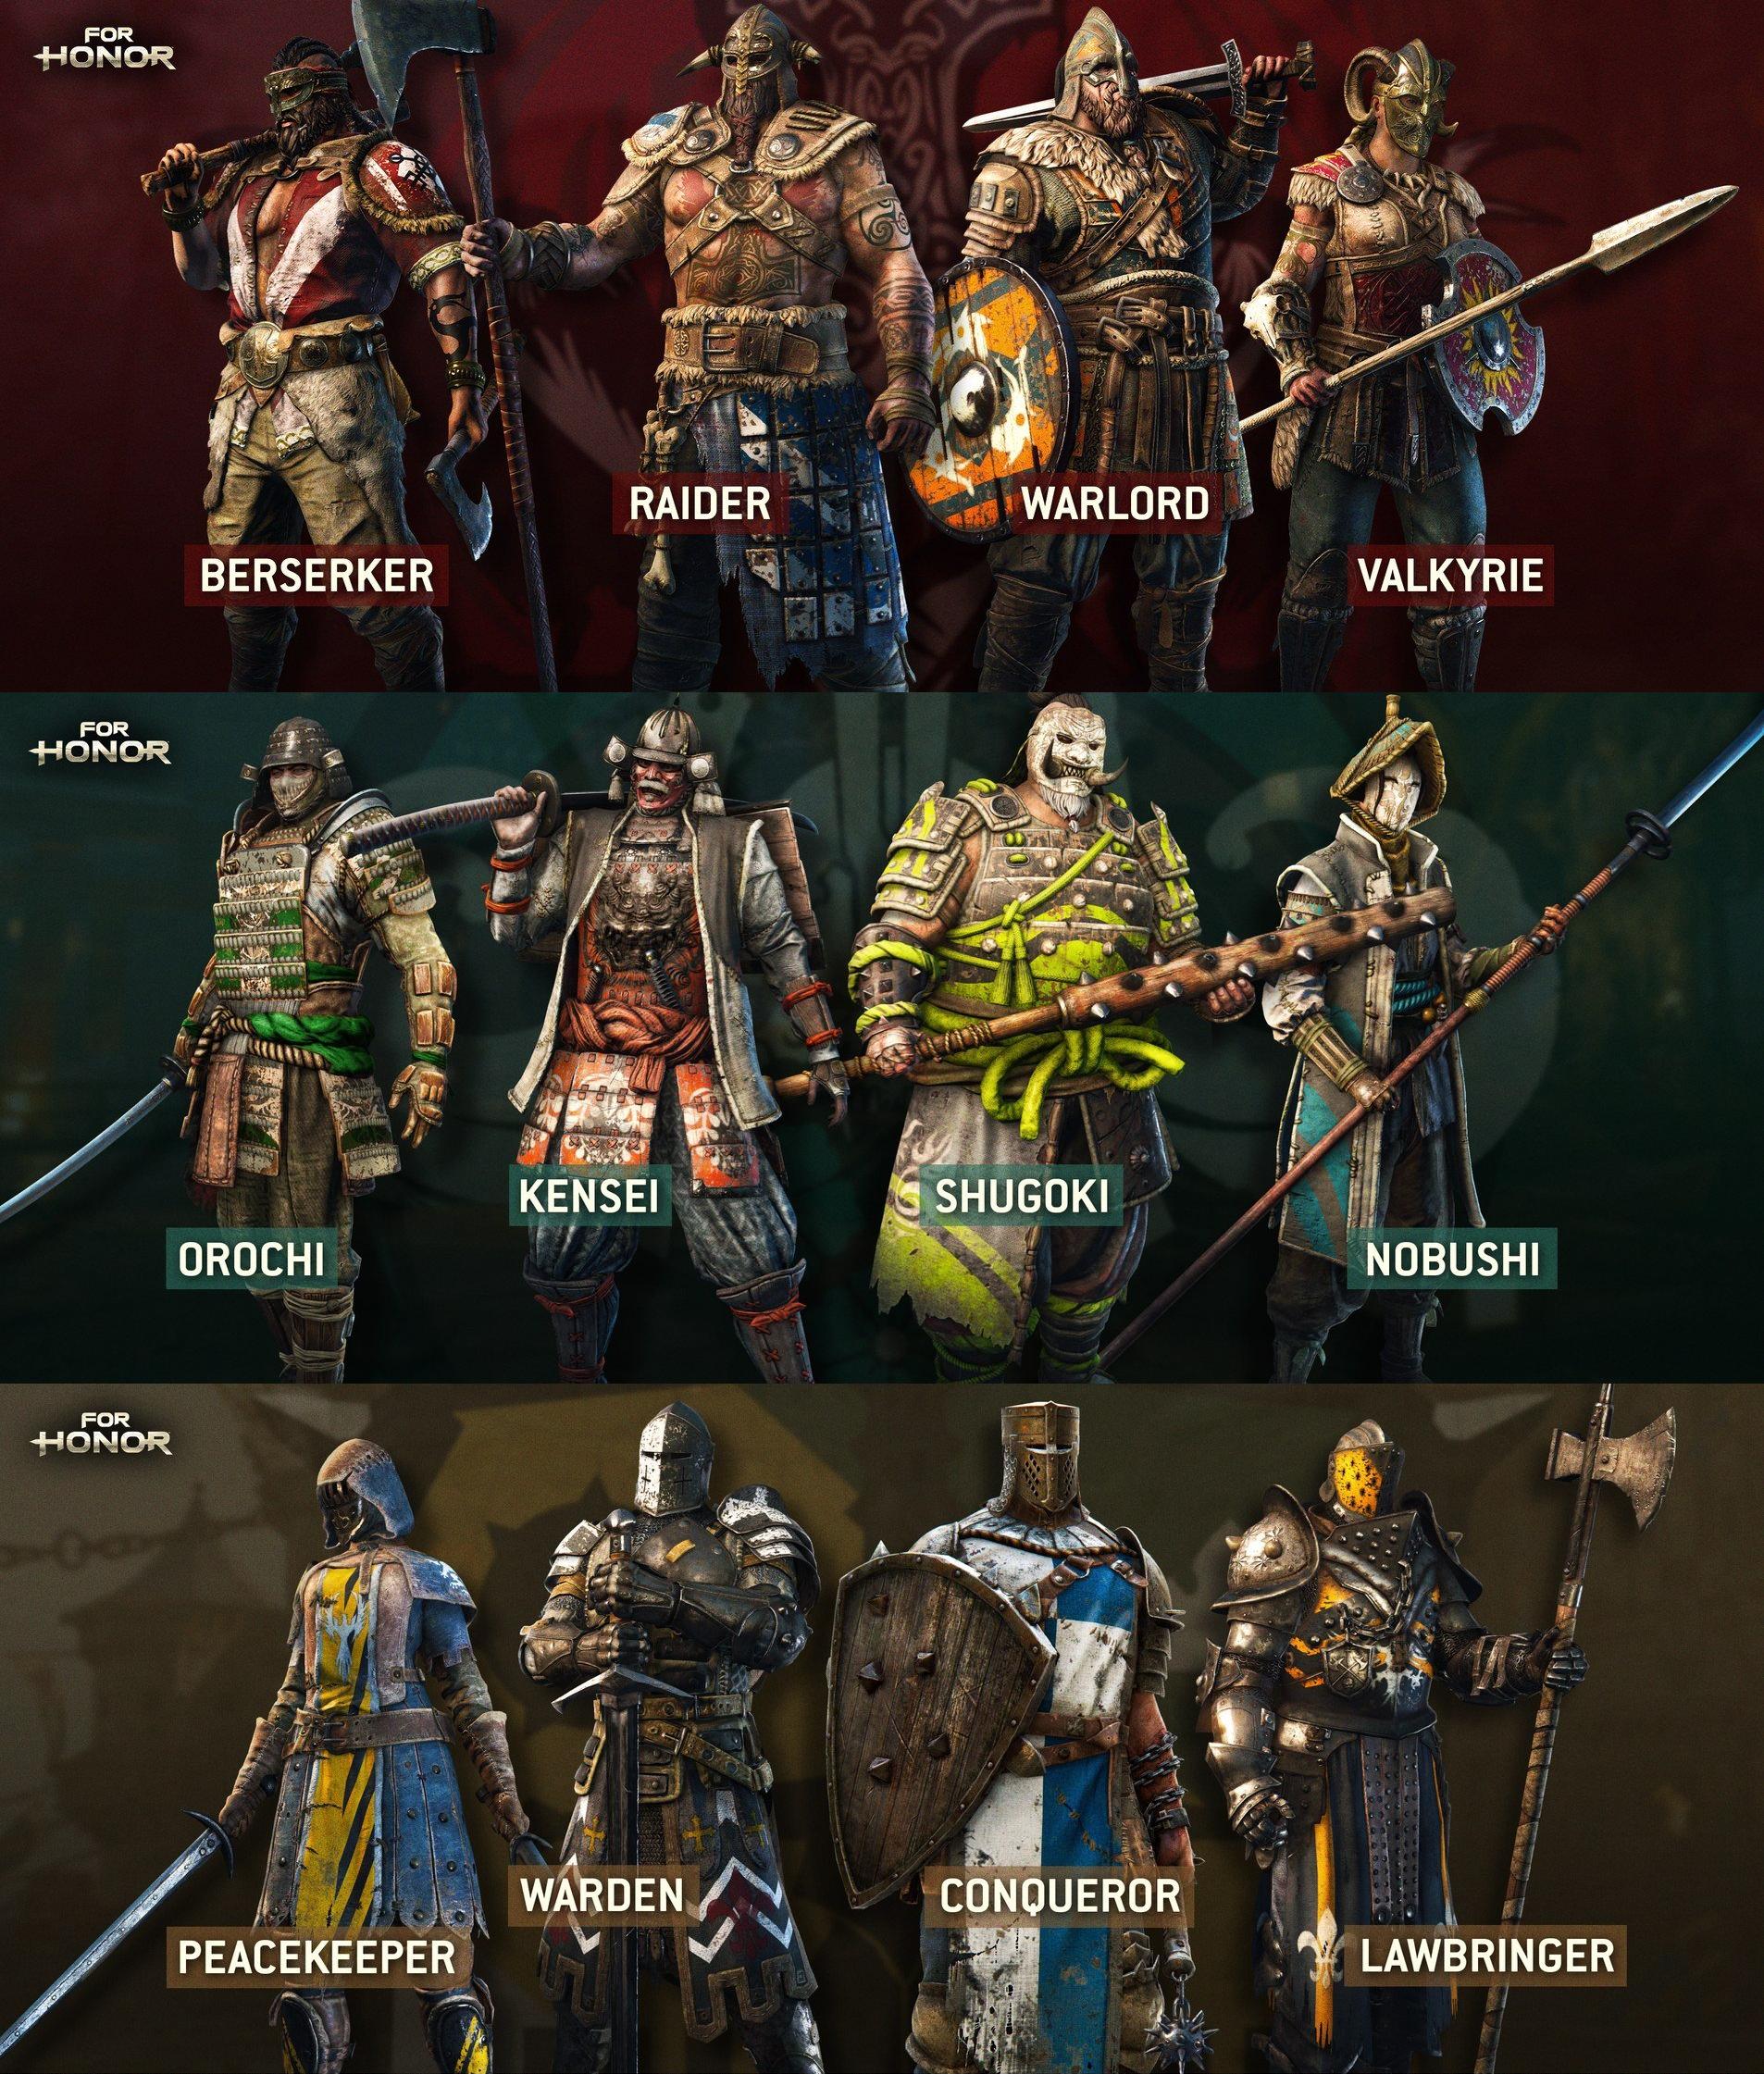 FOR
HONOR
RAIDER
WARLORD
BERSERKER
VALKYRIE
FOR
HONOR
KENSEI
SHUGOKI
OROCHI
NOBUSHI
FOR
HONOR
WARDEN
CONQUEROR
PEACEKEEPER
LAWBRINGER